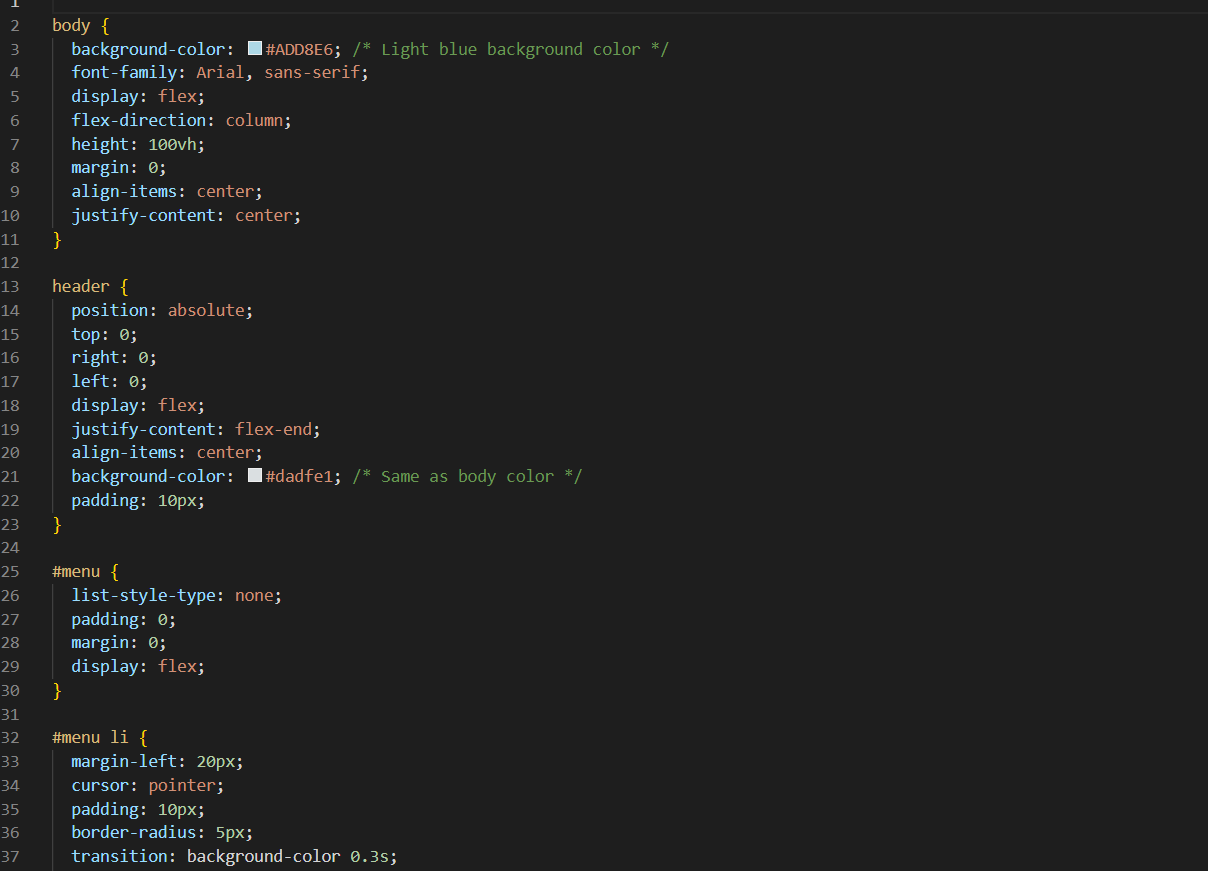 1
2 body {
3   background-color: #ADD8E6; /* Light blue background color */
4   font-family: Arial, sans-serif;
5   display: flex;
6   flex-direction: column;
7   height: 100vh;
8   margin: 0;
9   align-items: center;
10   justify-content: center;
11 }
12
13 header {
14   position: absolute;
15   top: 0;
16   right: 0;
17   left: 0;
18   display: flex;
19   justify-content: flex-end;
20   align-items: center;
21   background-color: #dadfe1; /* Same as body color */
22   padding: 10px;
23 }
24
25 #menu {
26   list-style-type: none;
27   padding: 0;
28   margin: 0;
29   display: flex;
30 }
31
32 #menu li {
33   margin-left: 20px;
34   cursor: pointer;
35   padding: 10px;
36   border-radius: 5px;
37   transition: background-color 0.3s;